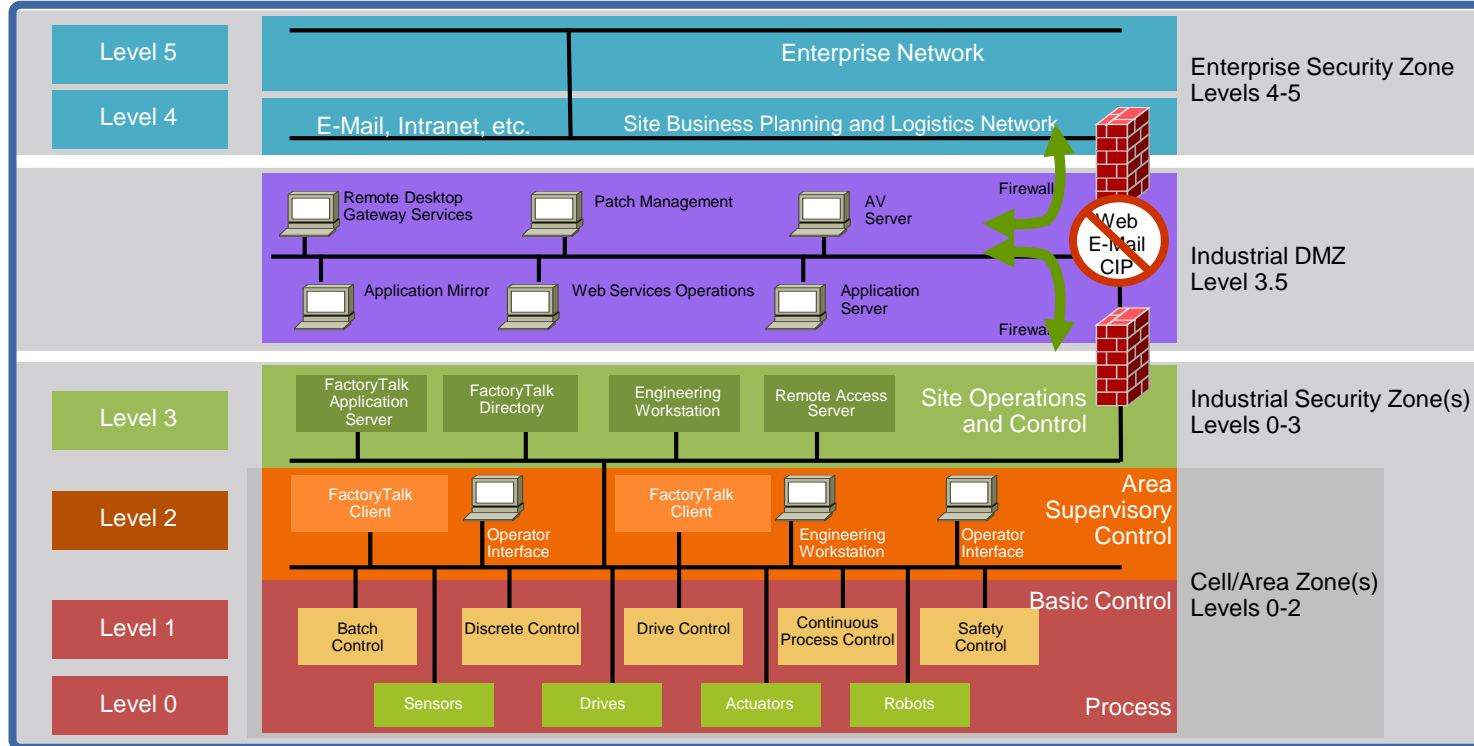 Level 5
Enterprise Network
Enterprise Security Zone
Levels 4-5
Level 4
E-Mail, Intranet, etc.
Site Business Planning and Logistics Network
Remote Desktop
Gateway Services
Patch Management
AV
Server
Firewall
Web
E-Mail
CIP
Industrial DMZ
Level 3.5
Application Mirror
Web Services Operations
Application
Server
Firewall
Level 3
FactoryTalk
Application
Server
FactoryTalk
Directory
Engineering
Workstation
Remote Access
Server
Site Operations
and Control
Industrial Security Zone(s)
Levels 0-3
Level 2
FactoryTalk
Client
Operator
Interface
FactoryTalk
Client
Engineering
Workstation
Operator
Interface
Area
Supervisory
Control
Cell/Area Zone(s)
Levels 0-2
Level 1
Basic Control
Batch
Control
Discrete Control
Drive Control
Continuous
Process Control
Safety
Control
Level 0
Sensors
Drives
Actuators
Robots
Process